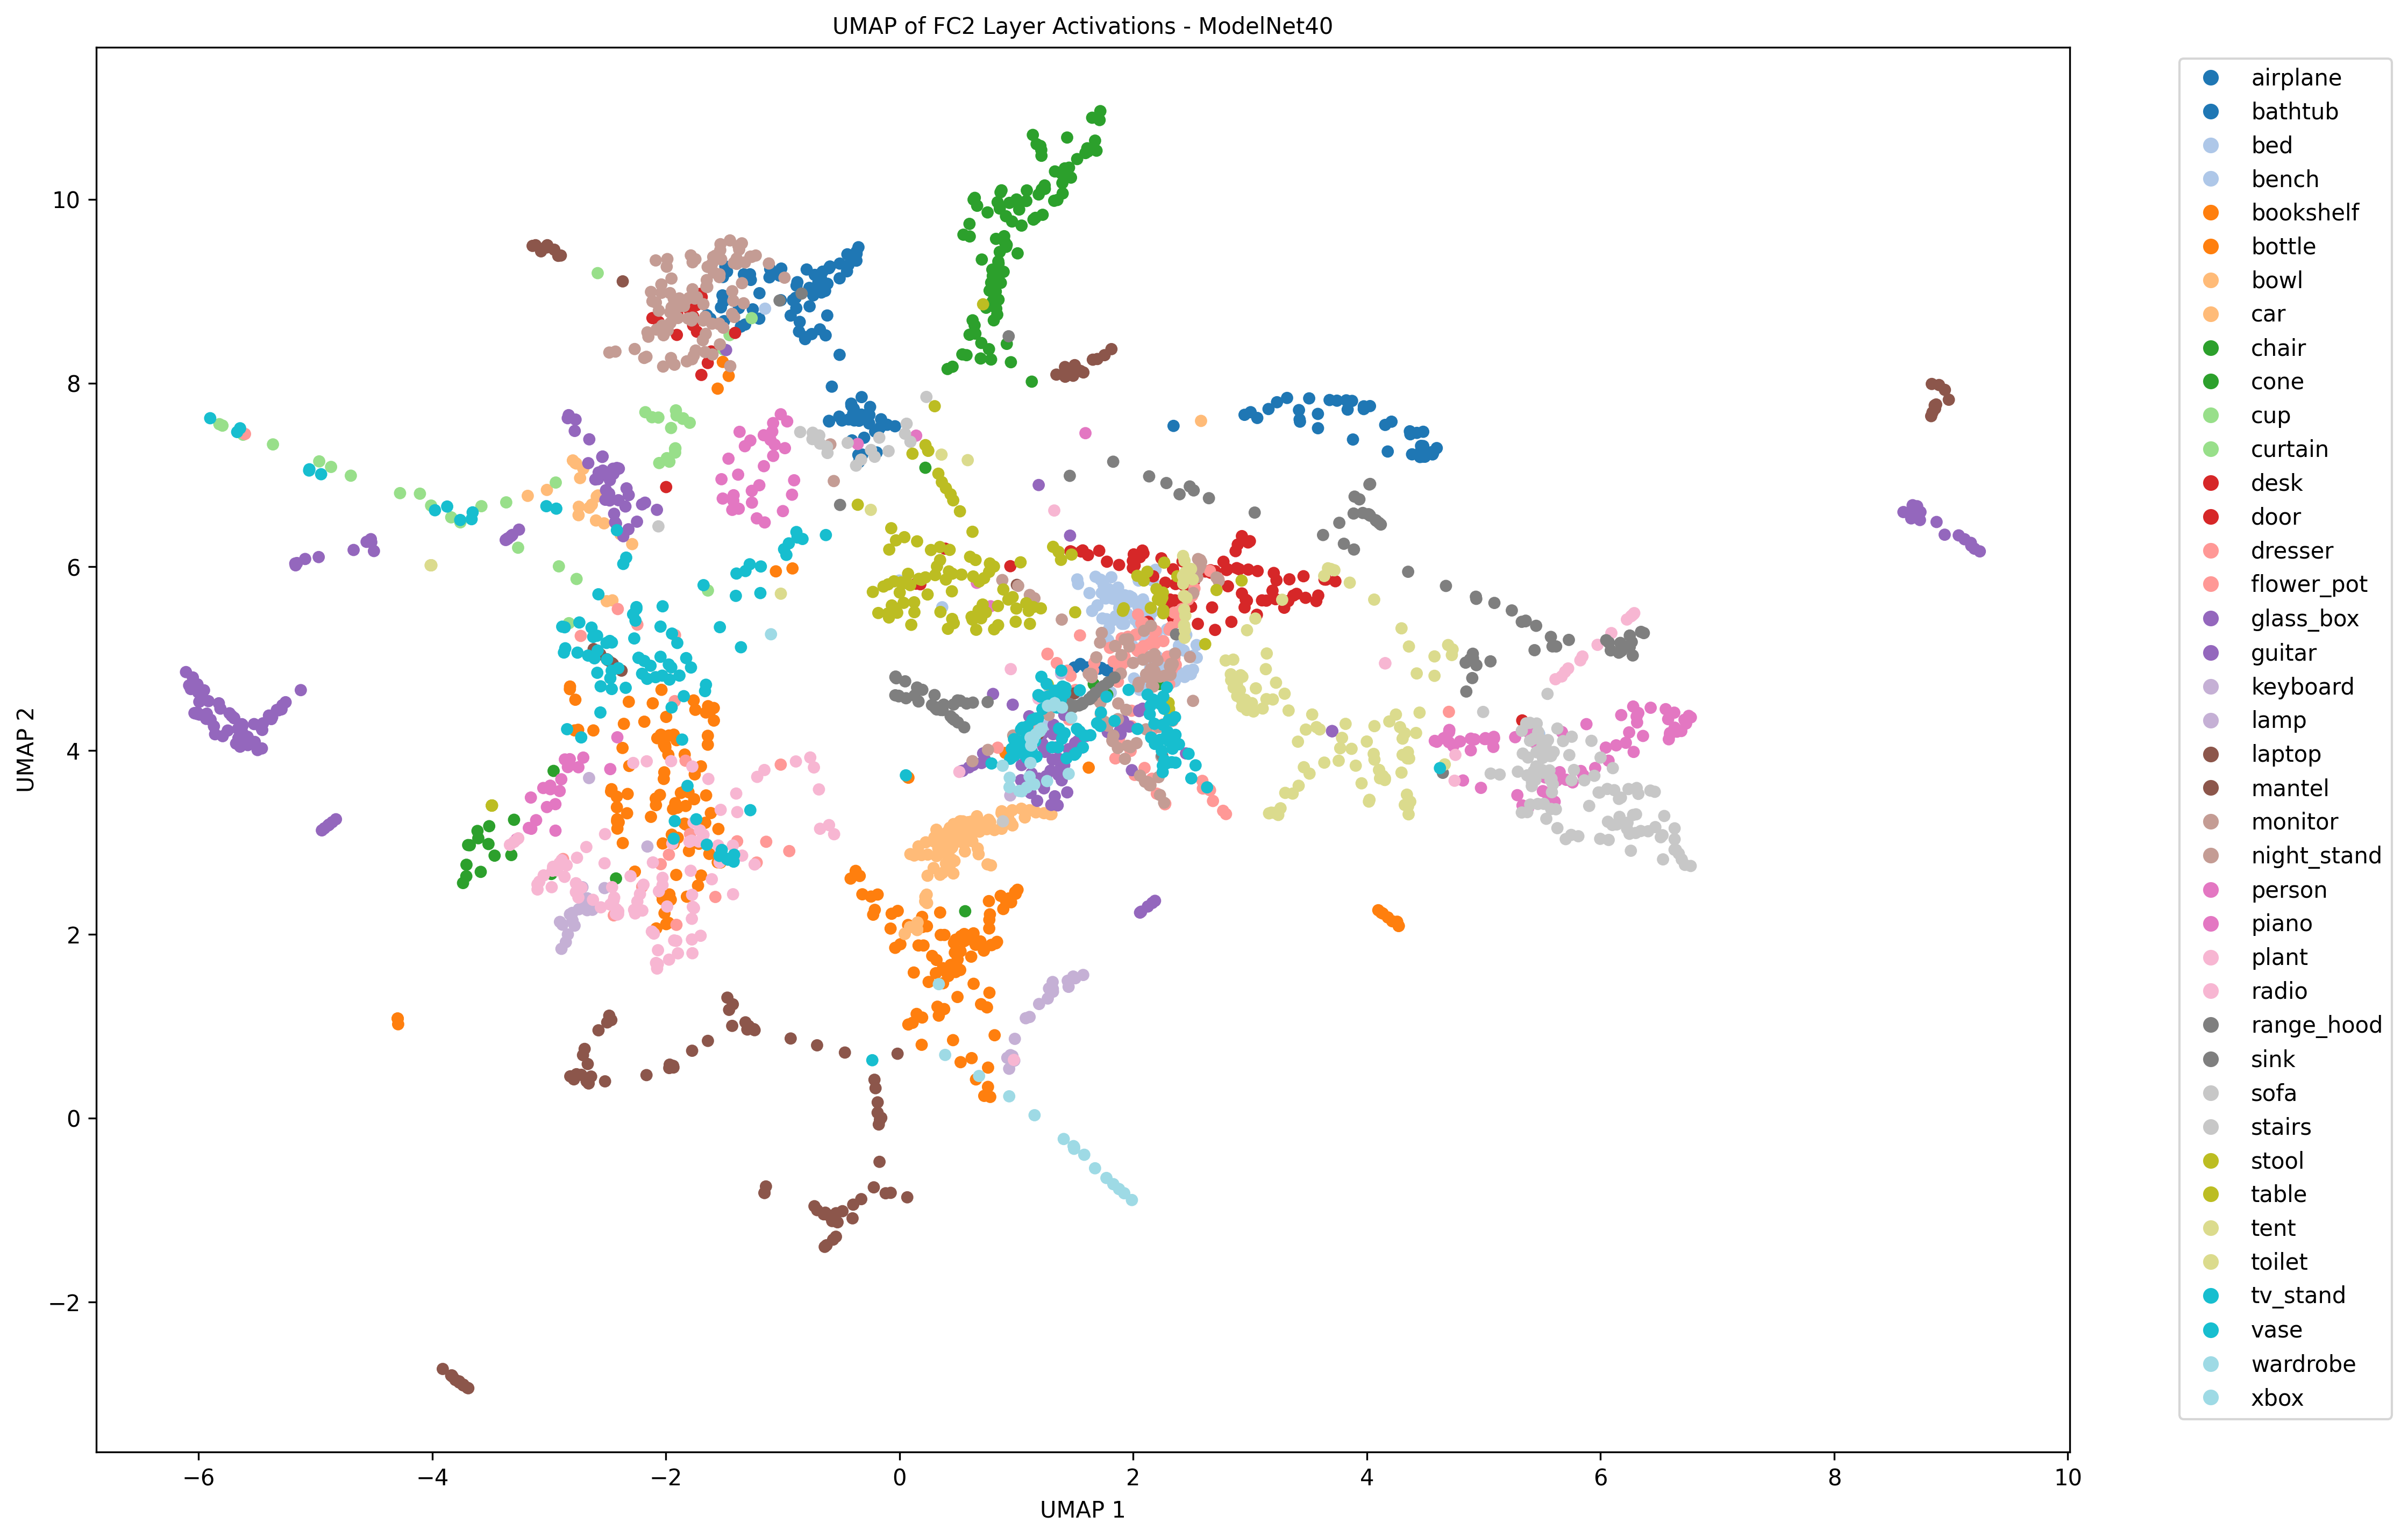 UMAP of FC2 Layer Activations - ModelNet40
10
8
6
4
2
0
−2
UMAP 2
−6
−4
−2
0
2
4
6
8
10
UMAP 1
airplane
bathtub
bed
bench
bookshelf
bottle
bowl
car
chair
cone
cup
curtain
desk
door
dresser
flower_pot
glass_box
guitar
keyboard
lamp
laptop
mantel
monitor
night_stand
person
piano
plant
radio
range_hood
sink
sofa
stairs
stool
table
tent
toilet
tv_stand
vase
wardrobe
xbox